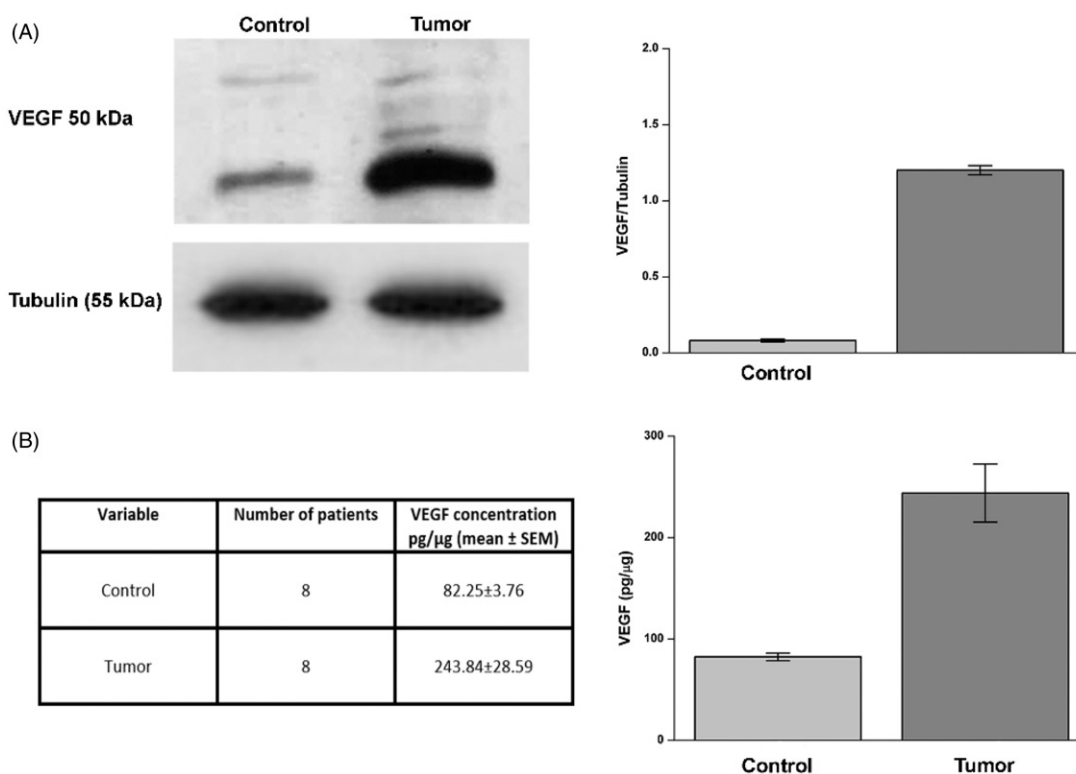 (A)
Control Tumor
VEGF 50 kDa
Tubulin (55 kDa)
2.0
1.5
1.0
0.5
0.0
VEGF/Tubulin
Control
(B)
Variable Number of patients VEGF concentration
pg/µg (mean ± SEM)
Control 8 82.25±3.76
Tumor 8 243.84±28.59
300
200
100
0
VEGF (pg/µg)
Control Tumor